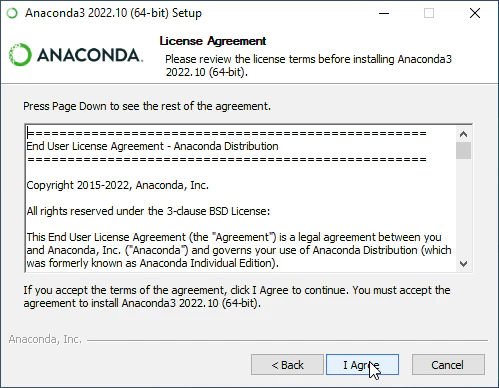 Anaconda3 2022.10 (64-bit) Setup
ANACONDA.
License Agreement
Please review the license terms before installing Anaconda3
2022.10 (64-bit).
Press Page Down to see the rest of the agreement.
==================================================
End User License Agreement - Anaconda Distribution
==================================================
Copyright 2015-2022, Anaconda, Inc.
All rights reserved under the 3-clause BSD License:
This End User License Agreement (the "Agreement") is a legal agreement between you
and Anaconda, Inc. ("Anaconda") and governs your use of Anaconda Distribution (which
was formerly known as Anaconda Individual Edition).
If you accept the terms of the agreement, click I Agree to continue. You must accept the
agreement to install Anaconda3 2022.10 (64-bit).
Anaconda, Inc.
< Back
I Agree
Cancel